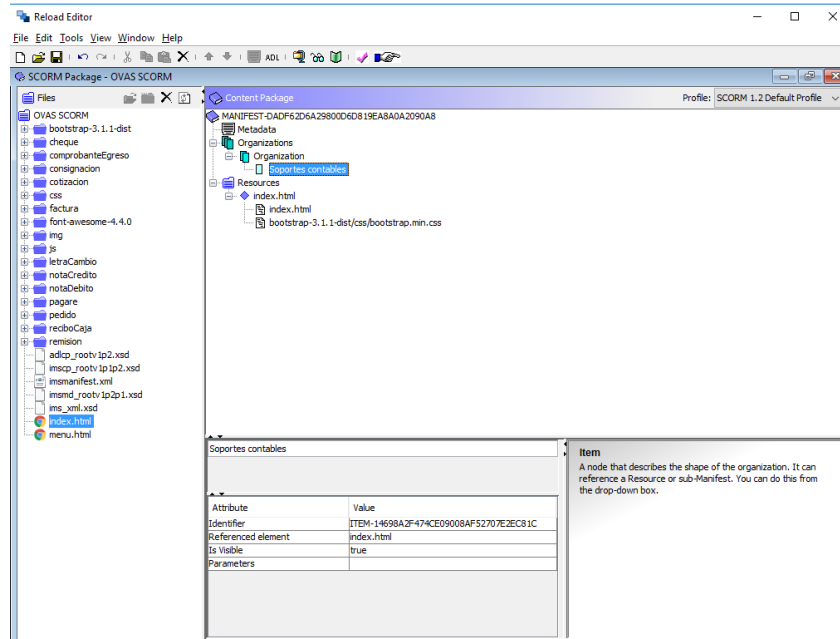 Reload Editor
File Edit Tools View Window Help
ADL
SCORM Package - OVAS SCORM
Files
OVAS SCORM
bootstrap-3.1.1-dist
cheque
comprobanteEgreso
consignacion
cotizacion
css
factura
font-awesome-4.4.0
img
js
letraCambio
notaCredito
notaDebito
pagare
pedido
reciboCaja
remision
adlcp_rootv1p2.xsd
imscp_rootv1p1p2.xsd
imsmanifest.xml
imsmd_rootv1p2p1.xsd
ims_xml.xsd
index.html
menu.html
Content Package
Profile: SCORM 1.2 Default Profile
MANIFEST-DADF62D6A29800D6D819EA8A0A2090A8
Metadata
Organizations
Organization
Soportes contables
Resources
index.html
index.html
bootstrap-3.1.1-dist/css/bootstrap.min.css
Soportes contables
Attribute Value
Identifier ITEM-14698A2F474CE09008AF52707E2EC81C
Referenced element index.html
Is Visible true
Parameters
Item
A node that describes the shape of the organization. It can
reference a Resource or sub-Manifest. You can do this from
the drop-down box.